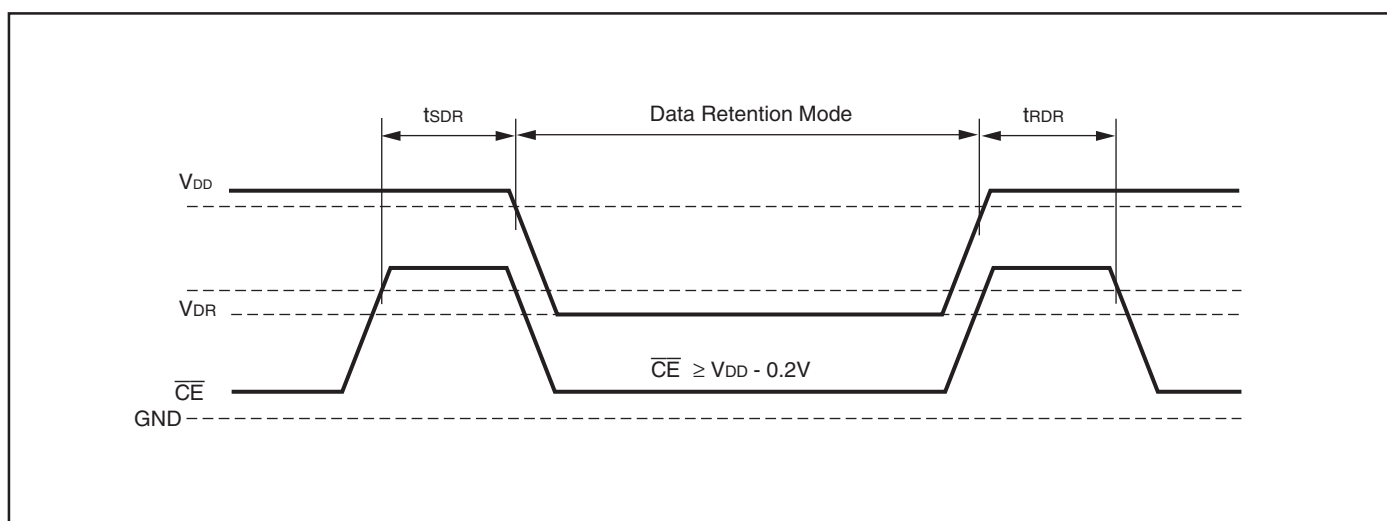 tSDR
Data Retention Mode
tRDR
VDD
VDR
CE ≥ VDD - 0.2V
CE
GND